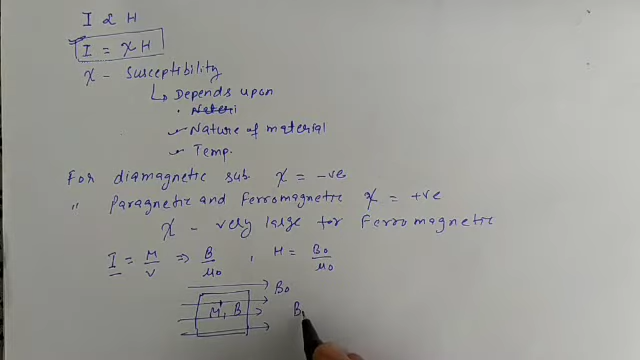 I α H
I = χ H
χ - Susceptibility
↳ Depends upon
• Nateri
Nature of material
Temp.
For diamagnetic sub. χ = -ve
" Paragnetic and Ferromagnetic χ = +ve
χ - very large for Ferromagnetic
I = M/V ⇒ B/μ0 , H = B0/μ0
B0
M, B
B